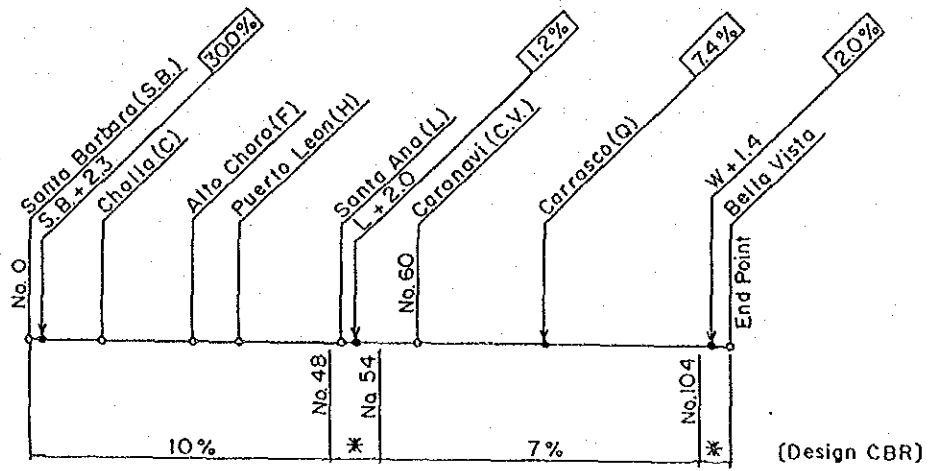 Santa Barbara (S.B.)
S.B.+2.3
300%
Challa (C)
Alto Choro (F)
Puerto Leon (H)
Santa Ana (L)
L+2.0
1.2%
Caranavi (C.V.)
Carrasco (Q)
7.4%
W+1.4
2.0%
Bella Vista
No. 0
No. 60
End Point
No. 48
No. 54
No. 104
10%
*
7%
*
(Design CBR)